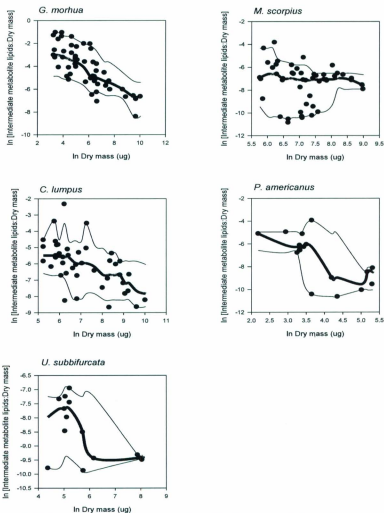 G. morhua
ln [Intermediate metabolite lipids:Dry mass]
0
-2
-4
-6
-8
-10
2 4 6 8 10 12
ln Dry mass (ug)
M. scorpius
ln [Intermediate metabolite lipids:Dry mass]
-2
-4
-6
-8
-10
-12
5.5 6.0 6.5 7.0 7.5 8.0 8.5 9.0 9.5
ln Dry mass (ug)
C. lumpus
ln [Intermediate metabolite lipids:Dry mass]
-2
-3
-4
-5
-6
-7
-8
-9
5 6 7 8 9 10 11
ln Dry mass (ug)
P. americanus
ln [Intermediate metabolite lipids:Dry mass]
-2
-4
-6
-8
-10
-12
2.0 2.5 3.0 3.5 4.0 4.5 5.0 5.5
ln Dry mass (ug)
U. subbifurcata
ln [Intermediate metabolite lipids:Dry mass]
-6.5
-7.0
-7.5
-8.0
-8.5
-9.0
-9.5
-10.0
-10.5
4 5 6 7 8 9
ln Dry mass (ug)